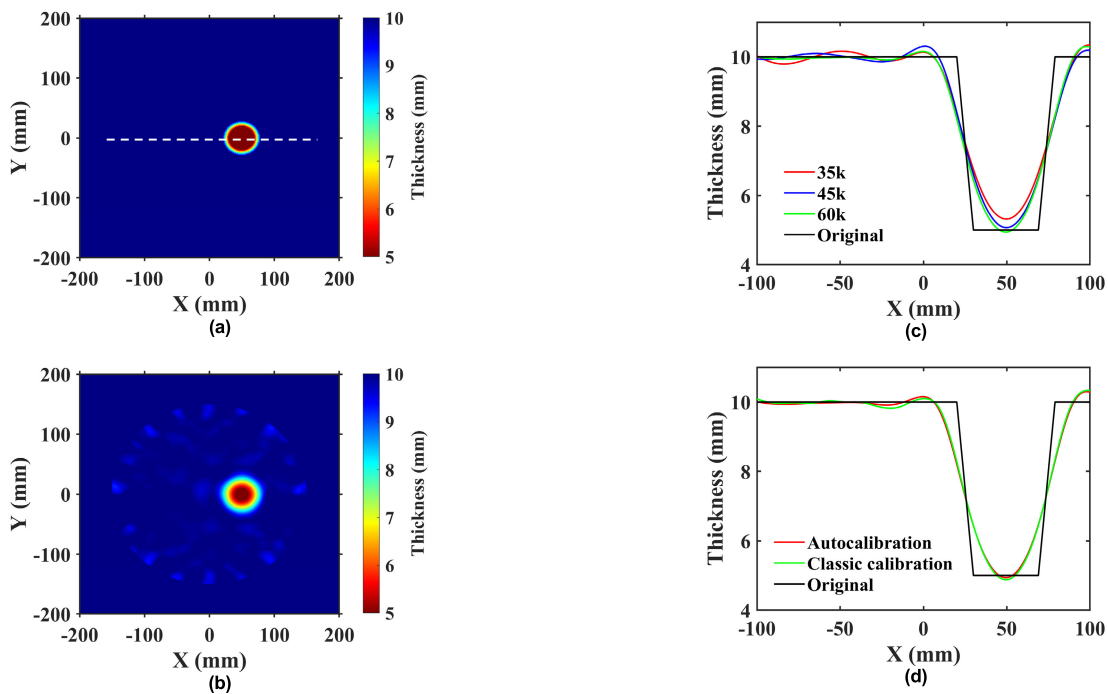 200
100
0
-100
-200
Y (mm)
-200 -100 0 100 200
X (mm)
(a)
10
9
8
7
6
5
Thickness (mm)
200
100
0
-100
-200
Y (mm)
-200 -100 0 100 200
X (mm)
(b)
10
9
8
7
6
5
Thickness (mm)
10
8
6
4
Thickness (mm)
35k
45k
60k
Original
-100 -50 0 50 100
X (mm)
(c)
10
8
6
4
Thickness (mm)
Autocalibration
Classic calibration
Original
-100 -50 0 50 100
X (mm)
(d)